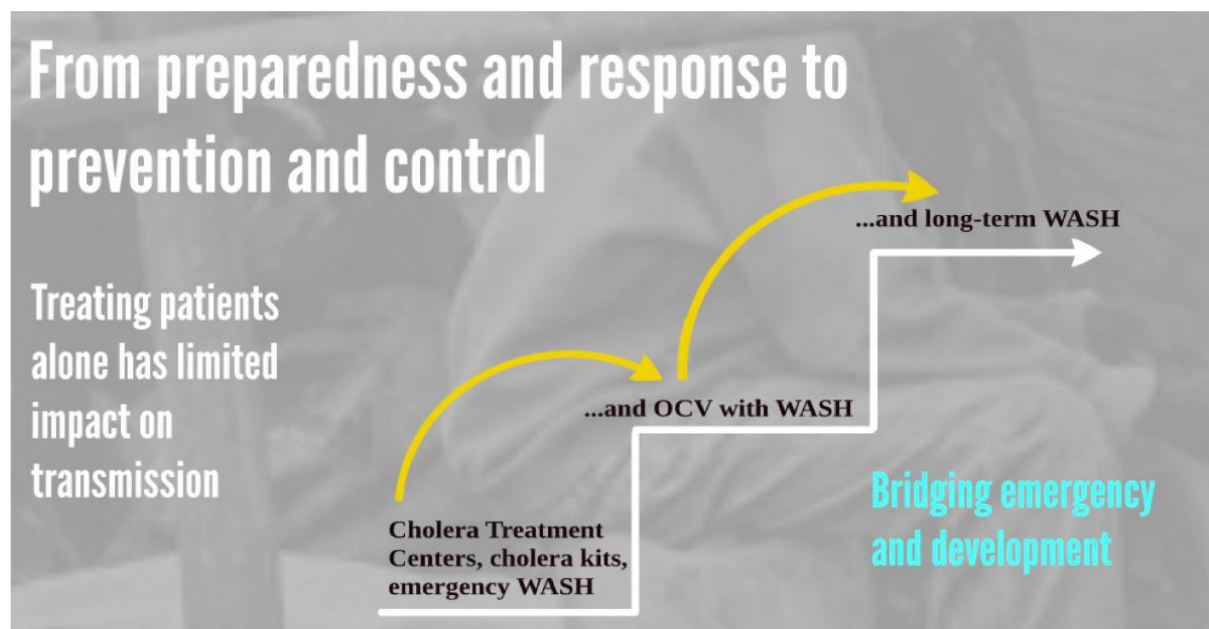 From preparedness and response to
prevention and control
Treating patients
alone has limited
impact on
transmission
...and long-term WASH
...and OCV with WASH
Cholera Treatment
Centers, cholera kits,
emergency WASH
Bridging emergency
and development